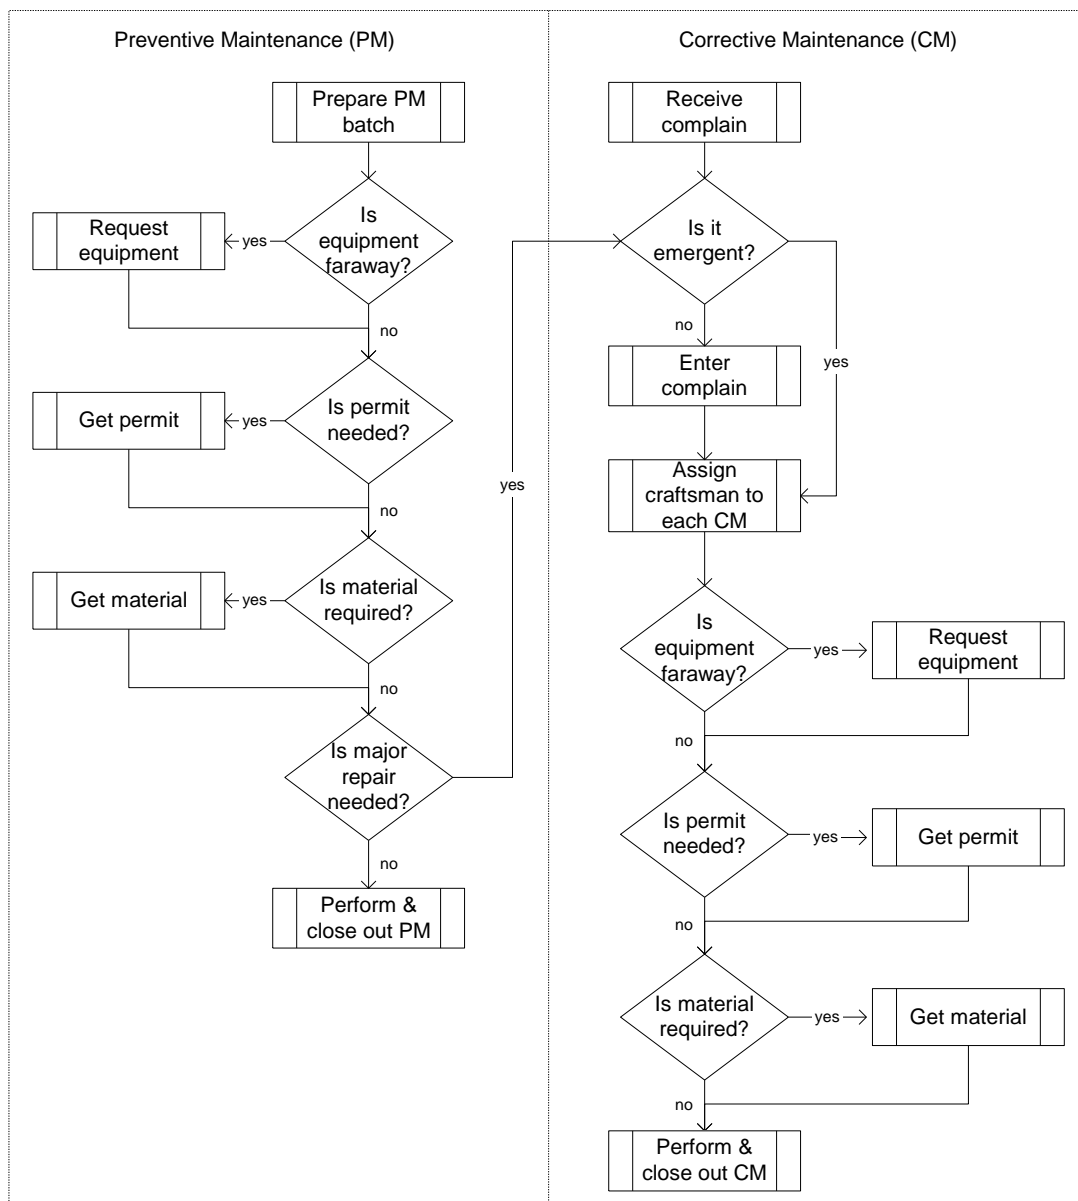 Preventive Maintenance (PM)
Prepare PM
batch
Is
equipment
faraway?
yes
Request
equipment
no
Is permit
needed?
yes
Get permit
no
Is material
required?
yes
Get material
no
Is major
repair
needed?
yes
no
Perform &
close out PM
Corrective Maintenance (CM)
Receive
complain
Is it
emergent?
no
yes
Enter
complain
Assign
craftsman to
each CM
Is
equipment
faraway?
yes
Request
equipment
no
Is permit
needed?
yes
Get permit
no
Is material
required?
yes
Get material
no
Perform &
close out CM